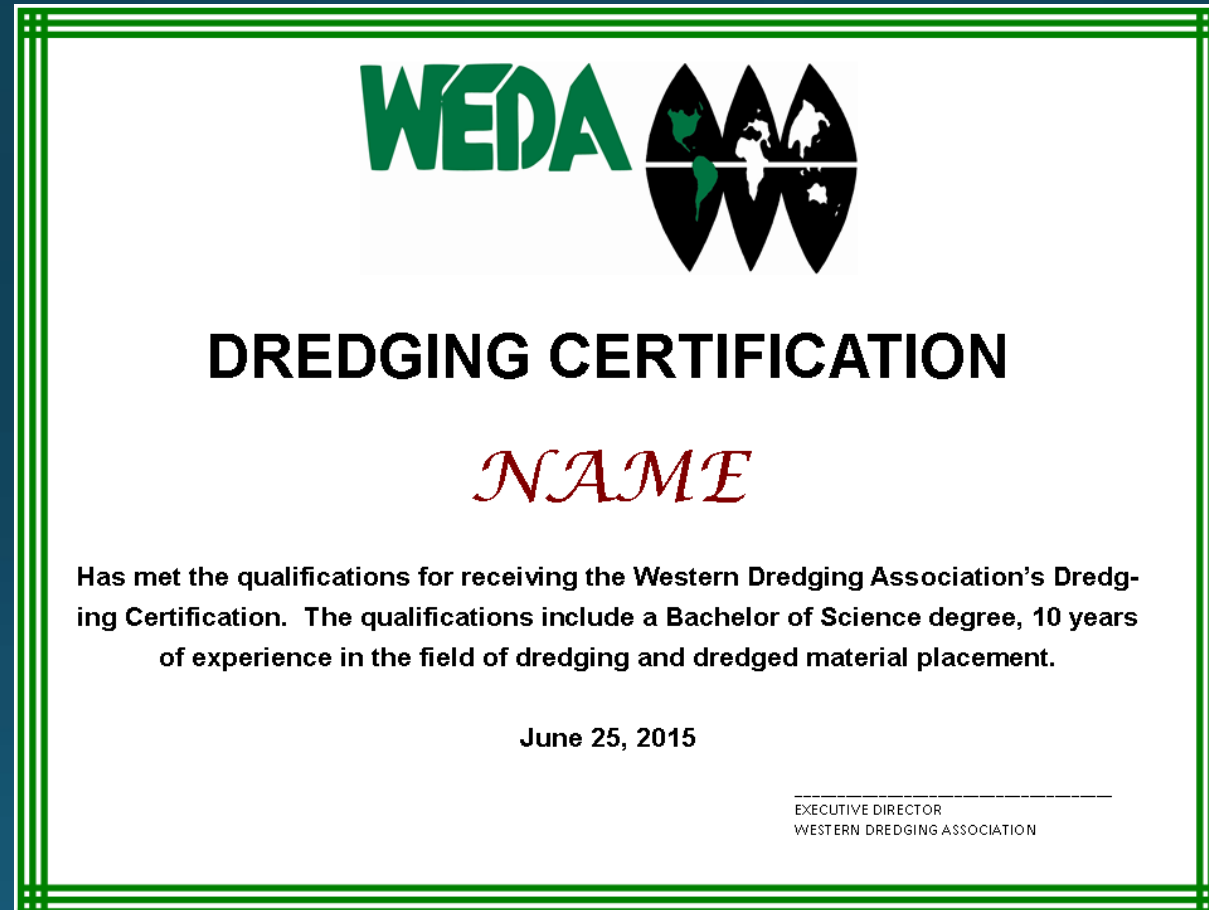 WEDA
DREDGING CERTIFICATION
NAME
Has met the qualifications for receiving the Western Dredging Association’s Dredg-
ing Certification.  The qualifications include a Bachelor of Science degree, 10 years
of experience in the field of dredging and dredged material placement.
June 25, 2015
EXECUTIVE DIRECTOR
WESTERN DREDGING ASSOCIATION